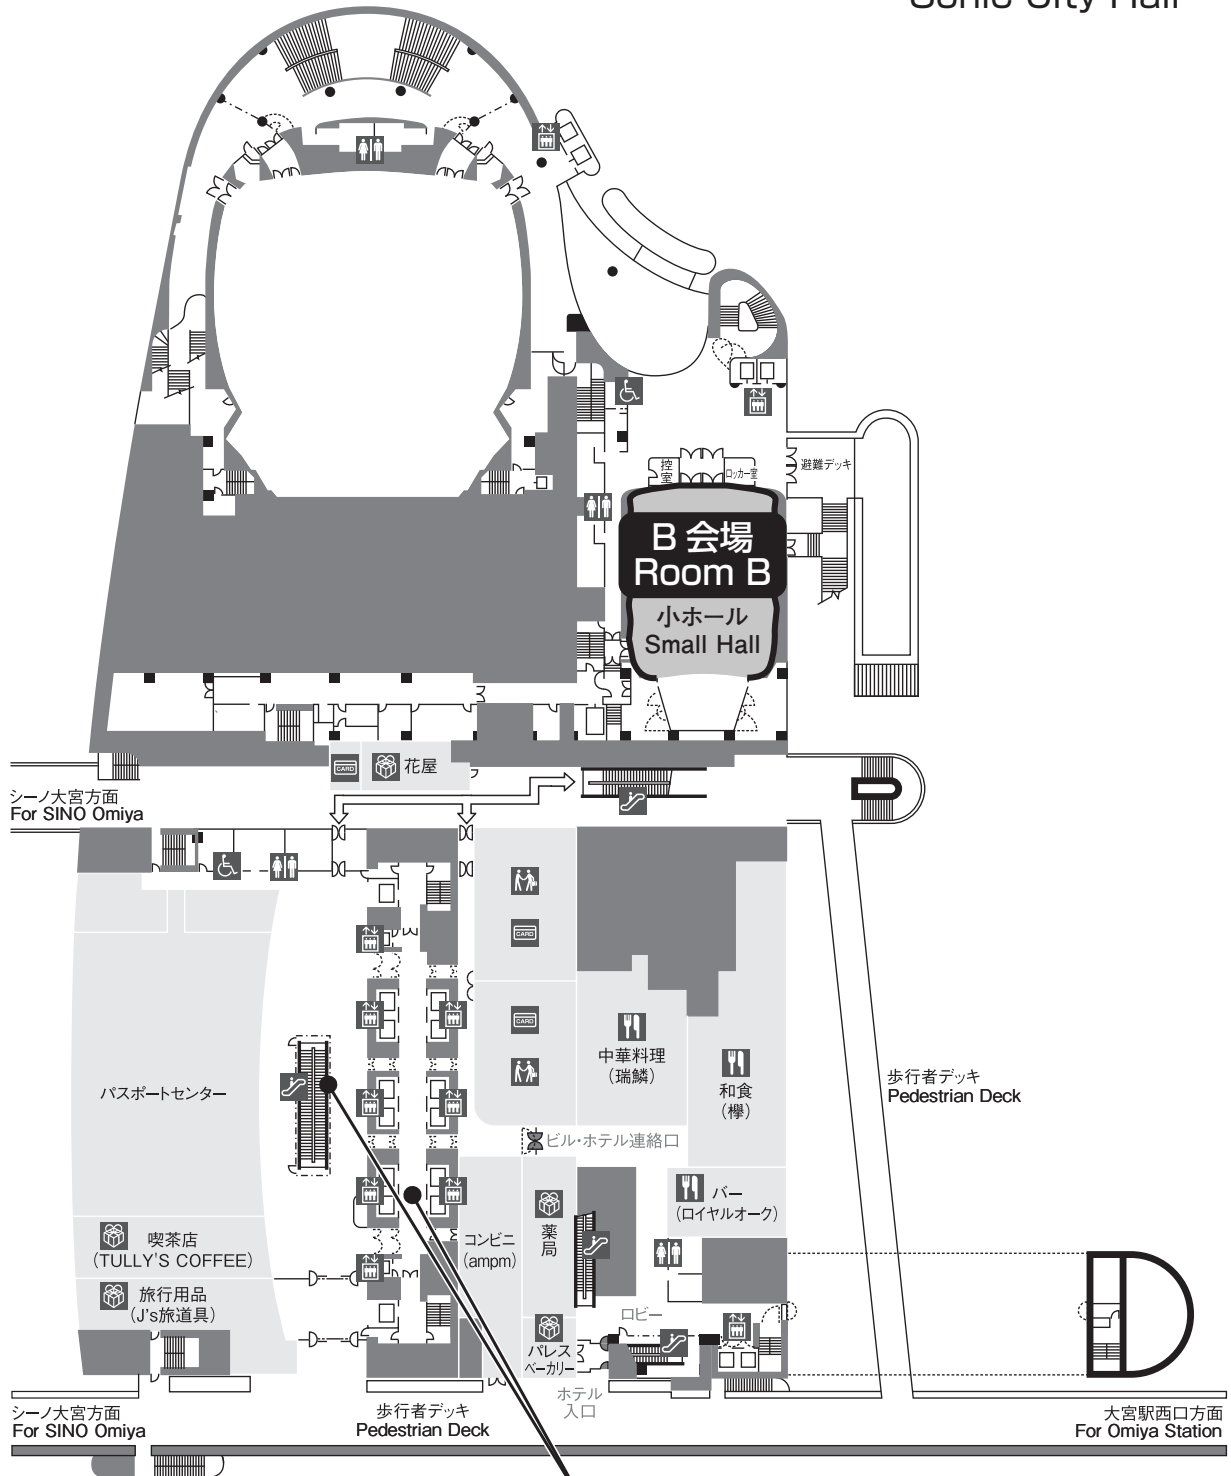 Sonic City Hall
控
室
ロッカー室
避難デッキ
B 会場
Room B
小ホール
Small Hall
CARD
花屋
シーノ大宮方面
For SINO Omiya
CARD
CARD
中華料理
(瑞鱗)
和食
(欅)
歩行者デッキ
Pedestrian Deck
パスポートセンター
ビル・ホテル連絡口
バー
(ロイヤルオーク)
薬
局
コンビニ
(ampm)
喫茶店
(TULLY'S COFFEE)
旅行用品
(J's旅道具)
ロビー
パレス
ベーカリー
ホテル
入口
シーノ大宮方面
For SINO Omiya
歩行者デッキ
Pedestrian Deck
大宮駅西口方面
For Omiya Station